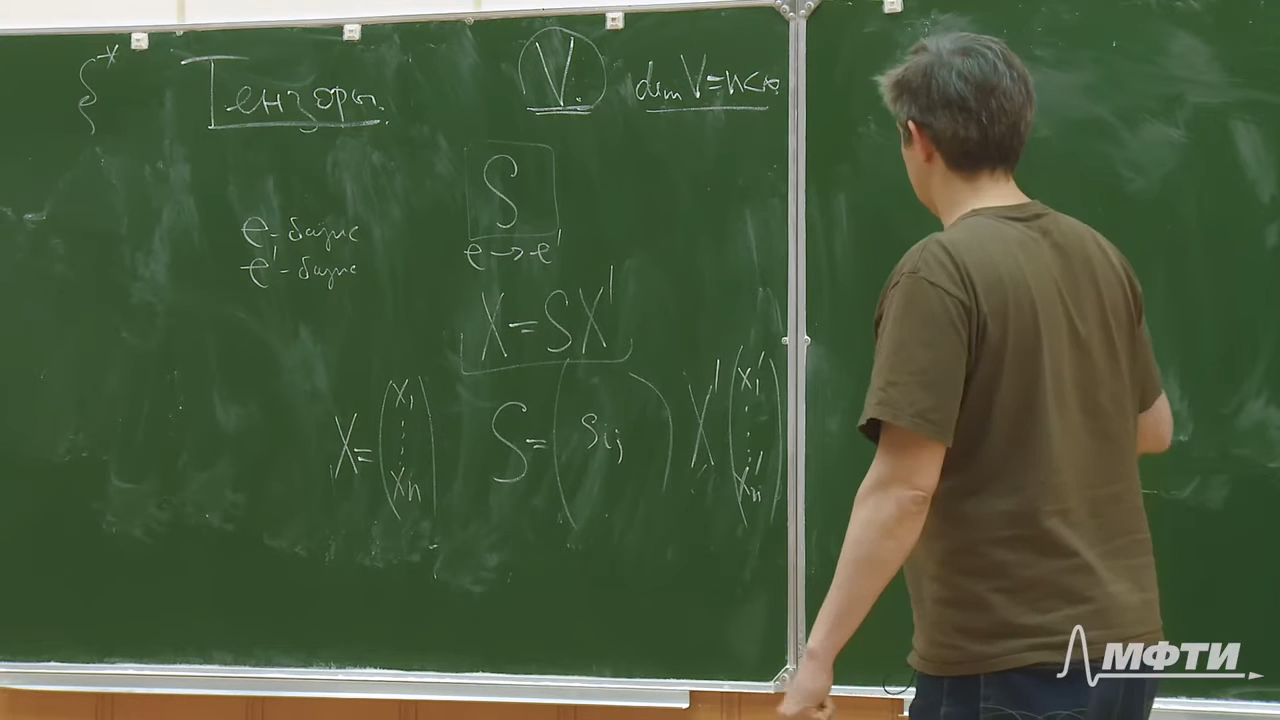 ξ* Тензоры. V. dim V=n<∞
S
e-базис e→e'
e'-базис
X=SX'
X= (x₁ ⋮ xₙ) S= (sᵢⱼ) X' (x₁' ⋮ xₙ')
МФТИ